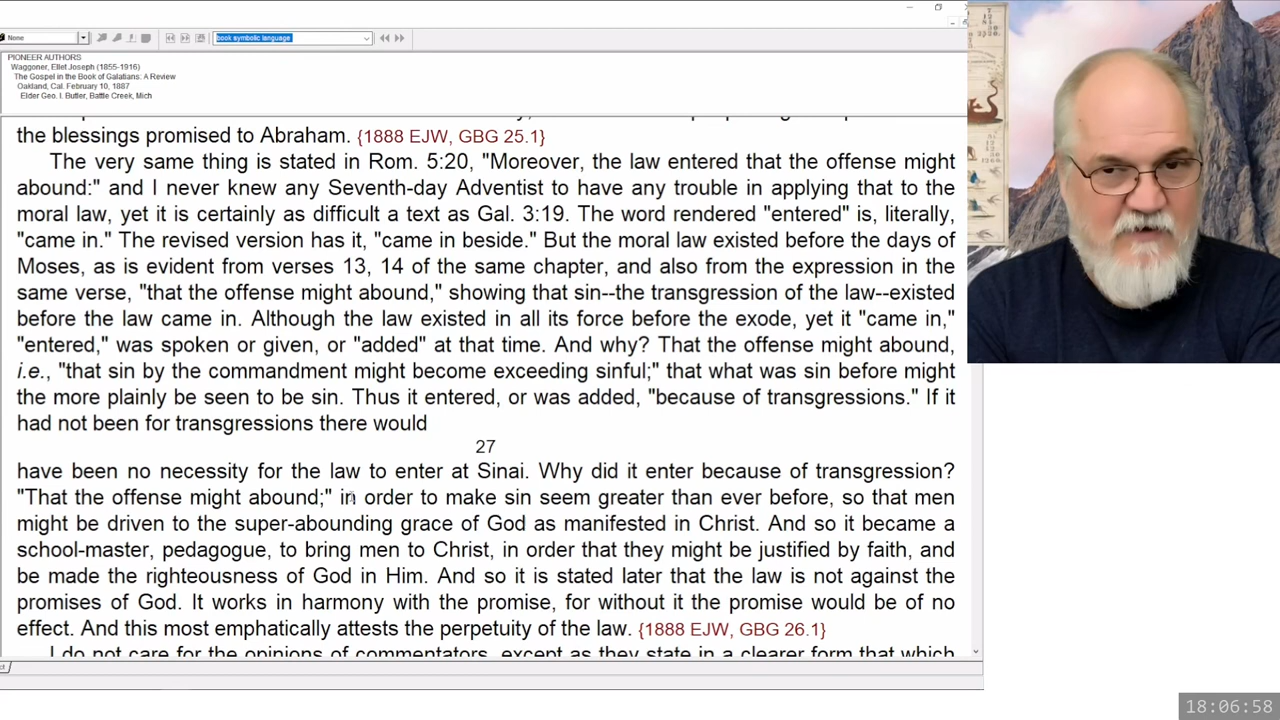 None
book symbolic language
PIONEER AUTHORS
Waggoner, Ellet Joseph (1855-1916)
The Gospel in the Book of Galatians: A Review
Oakland, Cal. February 10, 1887
Elder Geo. I. Butler, Battle Creek, Mich
the blessings promised to Abraham. {1888 EJW, GBG 25.1}
The very same thing is stated in Rom. 5:20, "Moreover, the law entered that the offense might
abound:" and I never knew any Seventh-day Adventist to have any trouble in applying that to the
moral law, yet it is certainly as difficult a text as Gal. 3:19. The word rendered "entered" is, literally,
"came in." The revised version has it, "came in beside." But the moral law existed before the days of
Moses, as is evident from verses 13, 14 of the same chapter, and also from the expression in the
same verse, "that the offense might abound," showing that sin--the transgression of the law--existed
before the law came in. Although the law existed in all its force before the exode, yet it "came in,"
"entered," was spoken or given, or "added" at that time. And why? That the offense might abound,
i.e., "that sin by the commandment might become exceeding sinful;" that what was sin before might
the more plainly be seen to be sin. Thus it entered, or was added, "because of transgressions." If it
had not been for transgressions there would
27
have been no necessity for the law to enter at Sinai. Why did it enter because of transgression?
"That the offense might abound;" in order to make sin seem greater than ever before, so that men
might be driven to the super-abounding grace of God as manifested in Christ. And so it became a
school-master, pedagogue, to bring men to Christ, in order that they might be justified by faith, and
be made the righteousness of God in Him. And so it is stated later that the law is not against the
promises of God. It works in harmony with the promise, for without it the promise would be of no
effect. And this most emphatically attests the perpetuity of the law. {1888 EJW, GBG 26.1}
I do not care for the opinions of commentators, except as they state in a clearer form that which
18:06:58